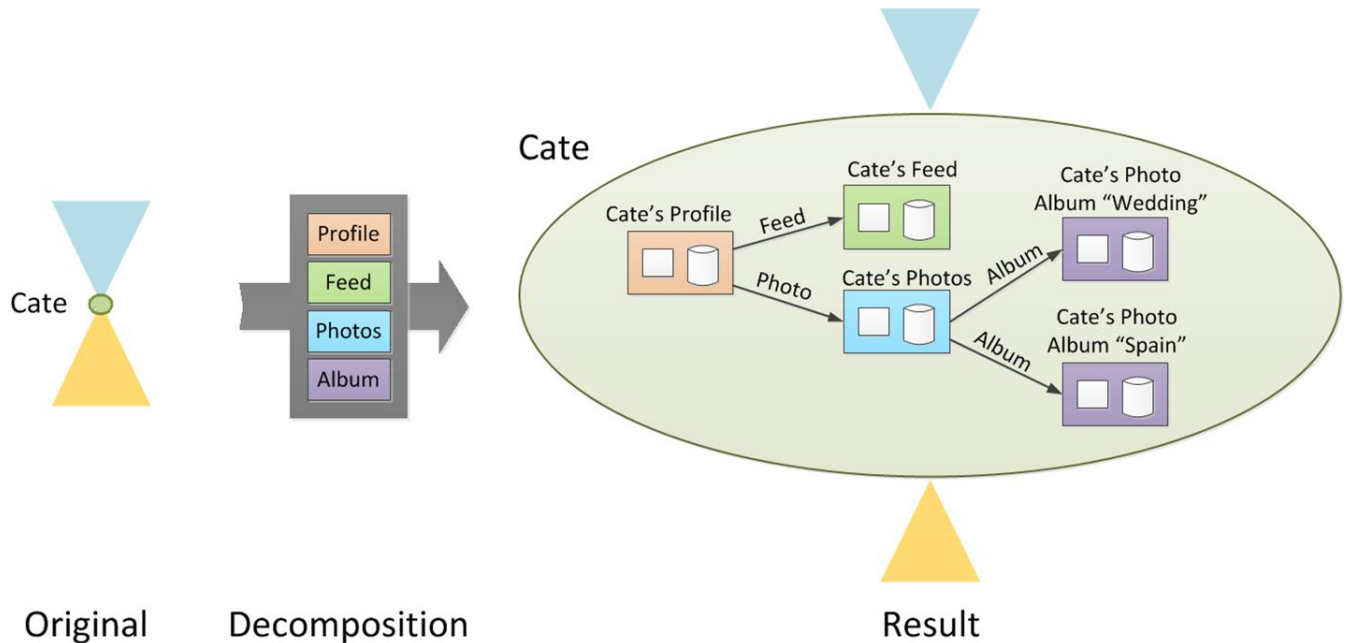 Cate
Profile
Feed
Photos
Album
Cate
Cate's Profile
Feed
Photo
Cate's Feed
Cate's Photos
Album
Album
Cate's Photo
Album “Wedding”
Cate's Photo
Album “Spain”
Original
Decomposition
Result